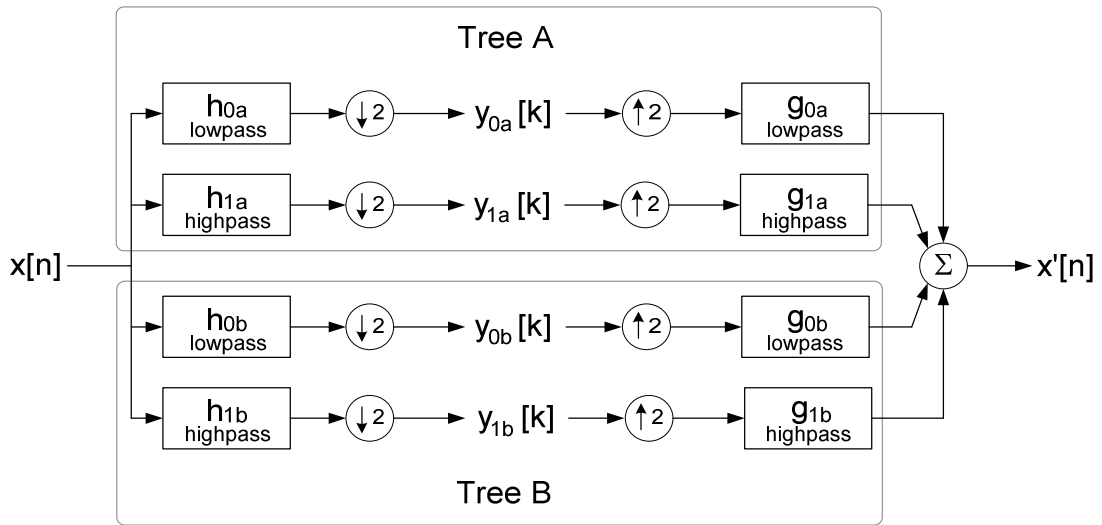 Tree A
h0a lowpass ↓2 y0a [k] ↑2 g0a lowpass
h1a highpass ↓2 y1a [k] ↑2 g1a highpass
x[n] Σ x'[n]
h0b lowpass ↓2 y0b [k] ↑2 g0b lowpass
h1b highpass ↓2 y1b [k] ↑2 g1b highpass
Tree B